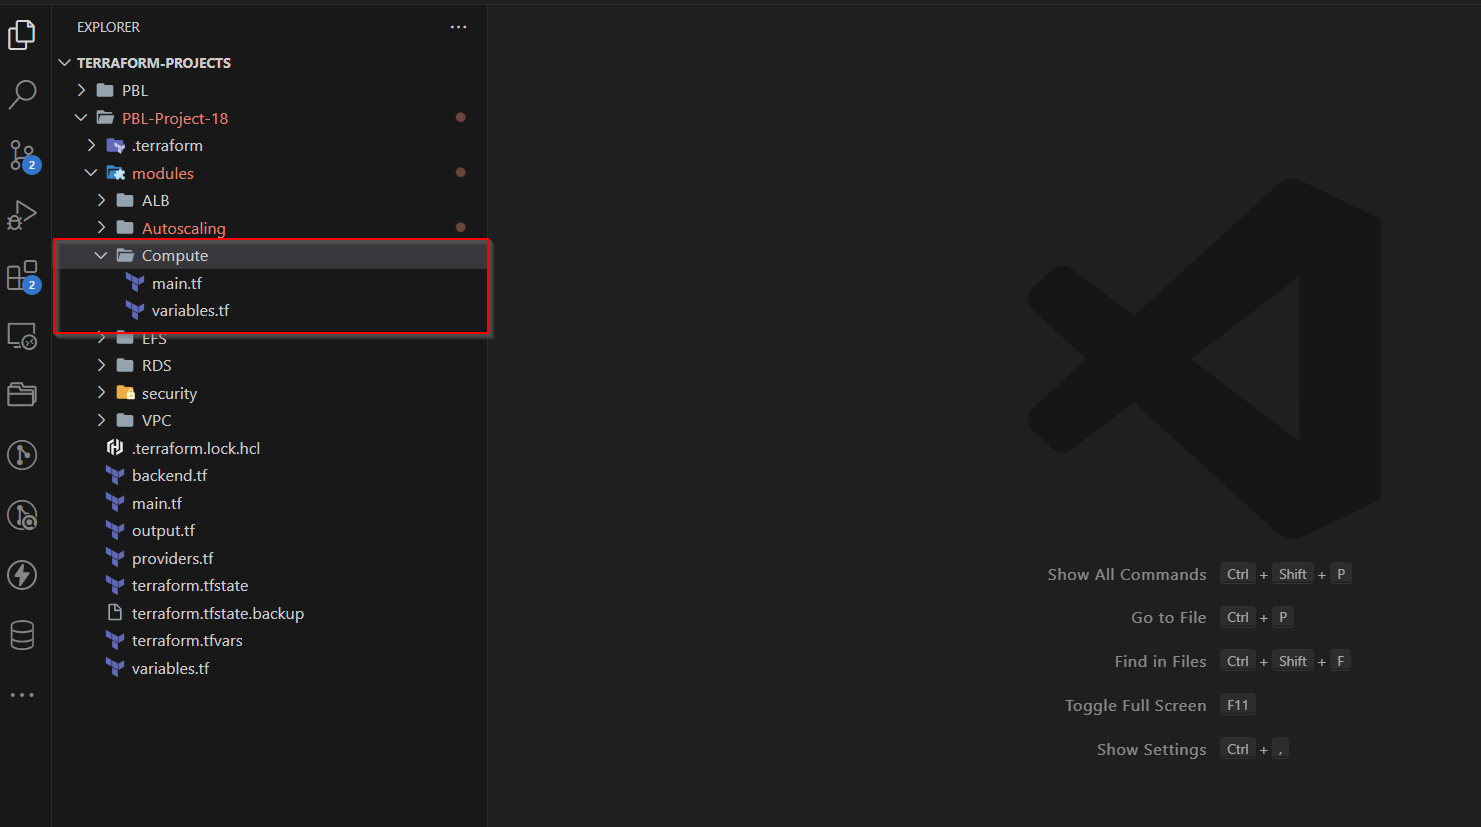 EXPLORER
TERRAFORM-PROJECTS
PBL
PBL-Project-18
.terraform
modules
ALB
Autoscaling
Compute
main.tf
variables.tf
EFS
RDS
security
VPC
.terraform.lock.hcl
backend.tf
main.tf
output.tf
providers.tf
terraform.tfstate
terraform.tfstate.backup
terraform.tfvars
variables.tf
2
2
Show All Commands Ctrl + Shift + P
Go to File Ctrl + P
Find in Files Ctrl + Shift + F
Toggle Full Screen F11
Show Settings Ctrl + ,